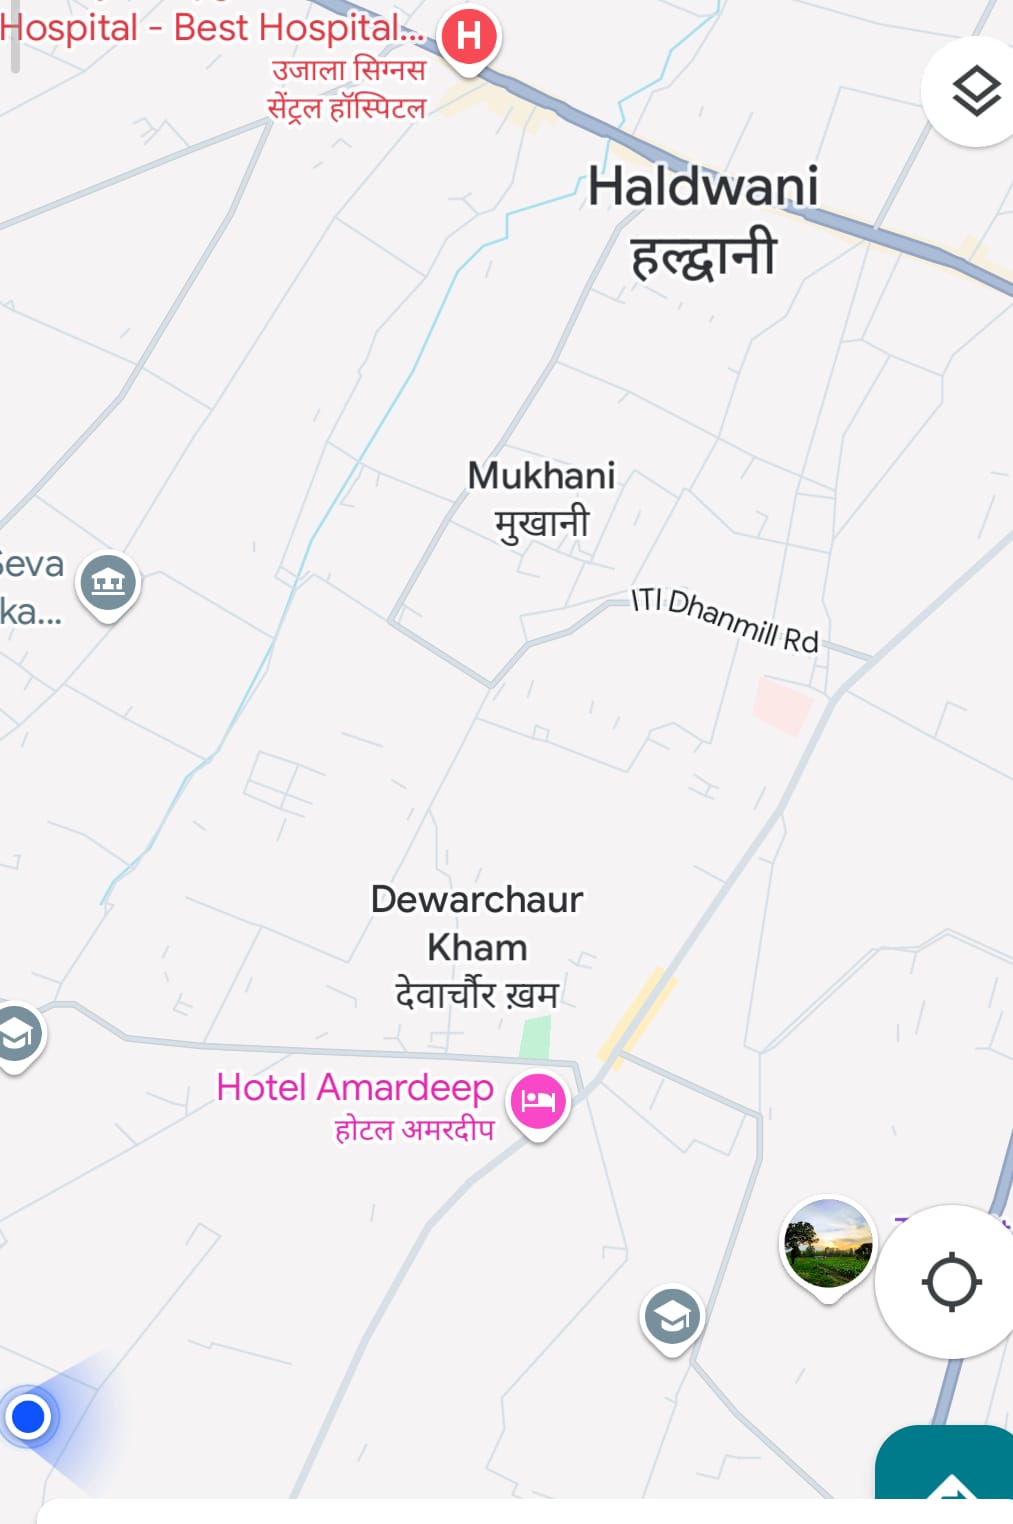 Hospital - Best Hospital...
उजाला सिग्नस
सेंट्रल हॉस्पिटल
H
Haldwani
हल्द्वानी
Mukhani
मुखानी
Seva
ka...
ITI Dhanmill Rd
Dewarchaur
Kham
देवार्चौर ख़म
Hotel Amardeep
होटल अमरदीप